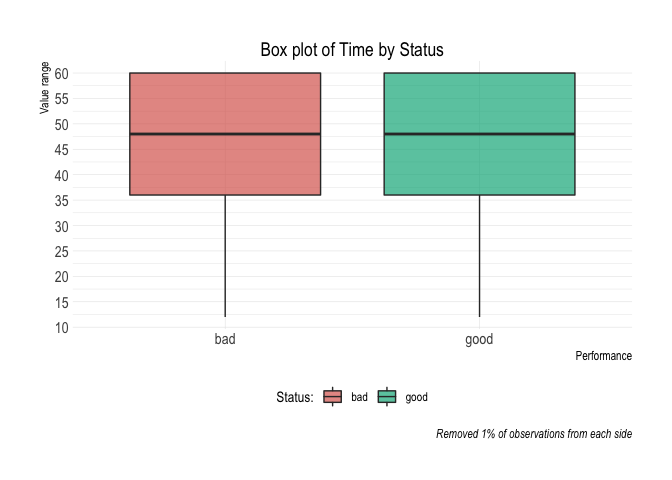 Box plot of Time by Status
Value range
60
55
50
45
40
35
30
25
20
15
10
bad good
Performance
Status: bad good
Removed 1% of observations from each side